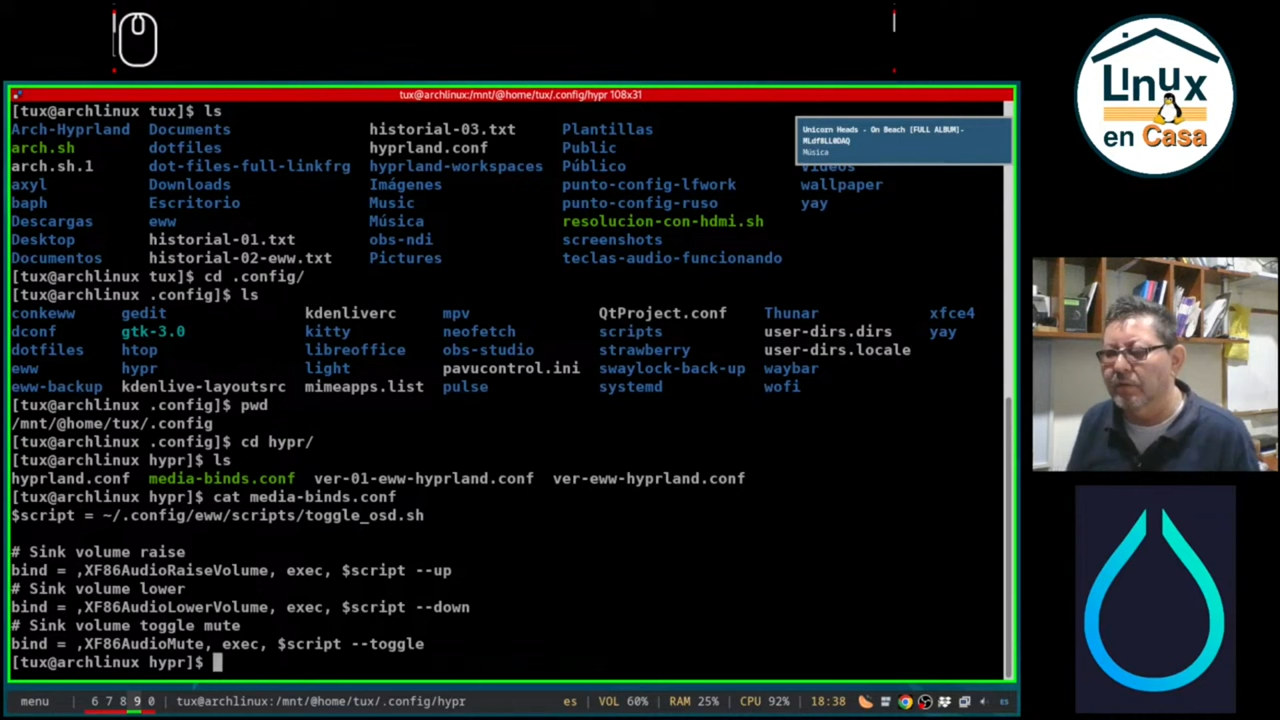 tux@archlinux:/mnt/@home/tux/.config/hypr 108x31
[tux@archlinux tux]$ ls
Arch-Hyprland Documents historial-03.txt Plantillas
arch.sh dotfiles hyprland.conf Public
arch.sh.1 dot-files-full-linkfrg hyprland-workspaces Público Videos
axyl Downloads Imágenes punto-config-lfwork wallpaper
baph Escritorio Music punto-config-ruso yay
Descargas eww Música resolucion-con-hdmi.sh
Desktop historial-01.txt obs-ndi screenshots
Documentos historial-02-eww.txt Pictures teclas-audio-funcionando
[tux@archlinux tux]$ cd .config/
[tux@archlinux .config]$ ls
conkeww gedit kdenliverc mpv QtProject.conf Thunar xfce4
dconf gtk-3.0 kitty neofetch scripts user-dirs.dirs yay
dotfiles htop libreoffice obs-studio strawberry user-dirs.locale
eww hypr light pavucontrol.ini swaylock-back-up waybar
eww-backup kdenlive-layoutsrc mimeapps.list pulse systemd wofi
[tux@archlinux .config]$ pwd
/mnt/@home/tux/.config
[tux@archlinux .config]$ cd hypr/
[tux@archlinux hypr]$ ls
hyprland.conf media-binds.conf ver-01-eww-hyprland.conf ver-eww-hyprland.conf
[tux@archlinux hypr]$ cat media-binds.conf
$script = ~/.config/eww/scripts/toggle_osd.sh
# Sink volume raise
bind = ,XF86AudioRaiseVolume, exec, $script --up
# Sink volume lower
bind = ,XF86AudioLowerVolume, exec, $script --down
# Sink volume toggle mute
bind = ,XF86AudioMute, exec, $script --toggle
[tux@archlinux hypr]$
Unicorn Heads - On Beach [FULL ALBUM]-
MLdf8LL0DAQ
Música
menu 6 7 8 9 0 tux@archlinux:/mnt/@home/tux/.config/hypr es VOL 60% RAM 25% CPU 92% 18:38 ES
LInUx
en Casa